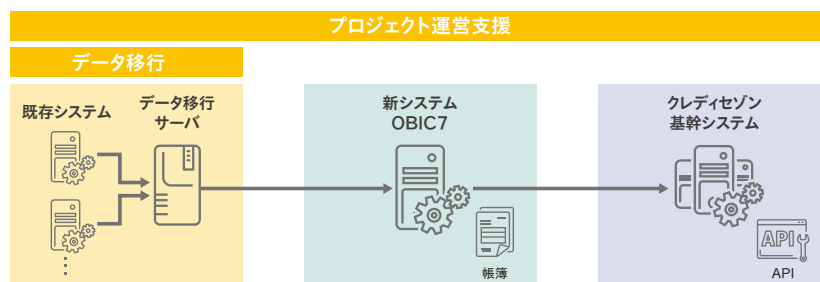 プロジェクト運営支援
データ移行
既存システム
データ移行
サーバ
新システム
OBIC7
クレディセゾン
基幹システム
帳簿
API
API